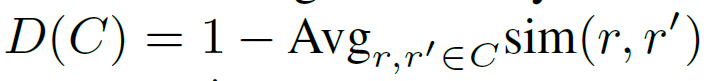 D(C) = 1 − Avg_{r,r′∈C} sim(r, r′)